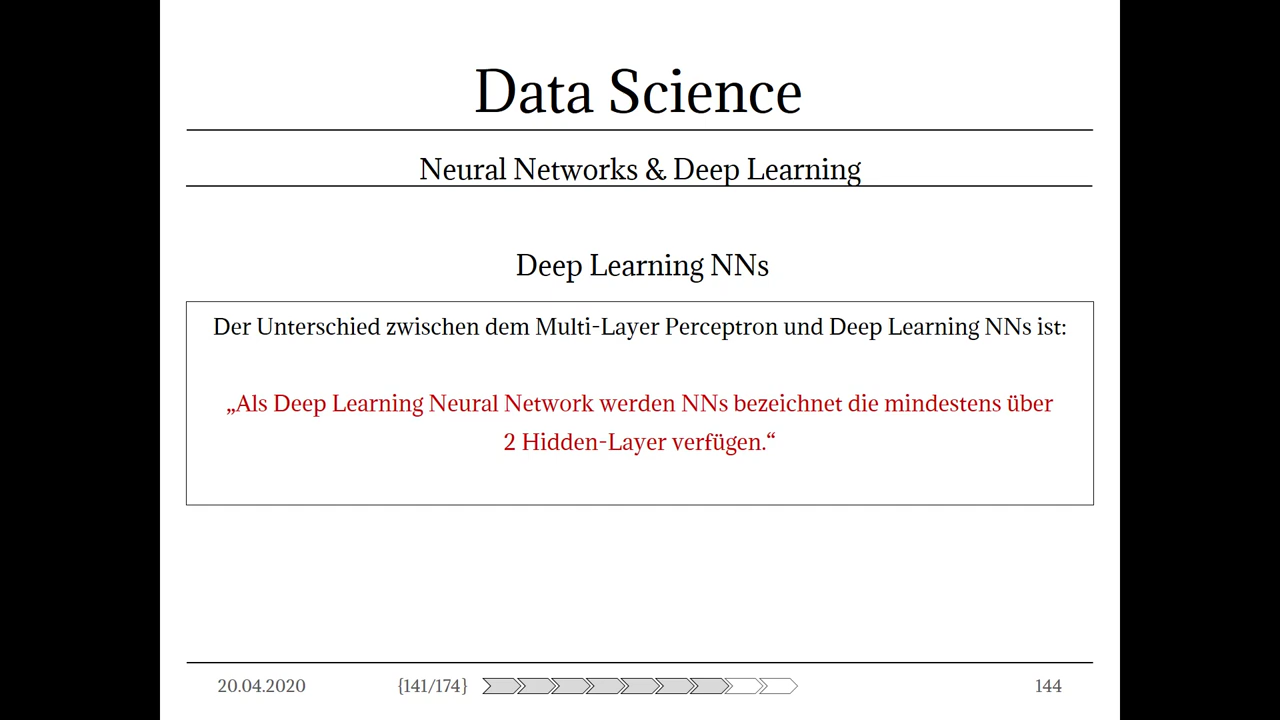 Data Science
Neural Networks & Deep Learning
Deep Learning NNs
Der Unterschied zwischen dem Multi-Layer Perceptron und Deep Learning NNs ist:
„Als Deep Learning Neural Network werden NNs bezeichnet die mindestens über
2 Hidden-Layer verfügen.“
20.04.2020 {141/174} 144